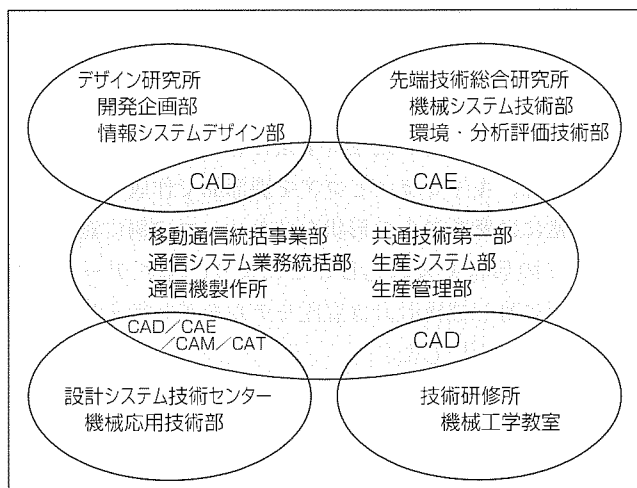 デザイン研究所
開発企画部
情報システムデザイン部
先端技術総合研究所
機械システム技術部
環境・分析評価技術部
CAD
CAE
移動通信統括事業部
通信システム業務統括部
通信機製作所
共通技術第一部
生産システム部
生産管理部
CAD/CAE
/CAM/CAT
CAD
設計システム技術センター
機械応用技術部
技術研修所
機械工学教室